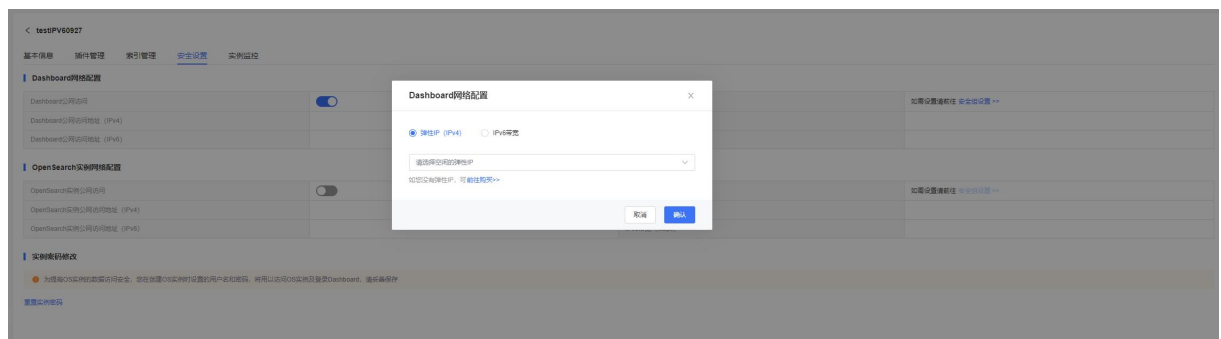 < testIPV60927
基本信息 插件管理 索引管理 安全设置 实例监控
Dashboard网络配置
Dashboard公网访问
如需设置请前往 安全组设置 >>
Dashboard公网访问地址（IPv4）
Dashboard公网访问地址（IPv6）
OpenSearch实例网络配置
OpenSearch实例公网访问
如需设置请前往 安全组设置 >>
OpenSearch实例公网访问地址（IPv4）
OpenSearch实例公网访问地址（IPv6）
实例密码修改
为提高OS实例的数据访问安全，您在创建OS实例时设置的用户名和密码，将用以访问OS实例及登录Dashboard，请妥善保存
重置实例密码
Dashboard网络配置
弹性IP（IPv4） IPv6带宽
请选择空闲的弹性IP
如您没有弹性IP，可前往购买>>
取消 确认